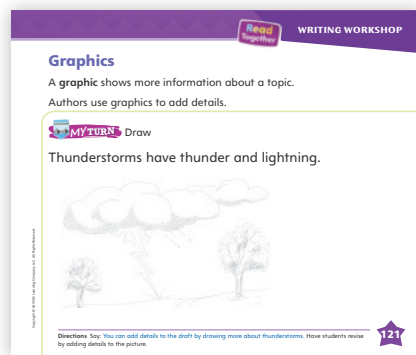 Read
Together
WRITING WORKSHOP
Graphics
A graphic shows more information about a topic.
Authors use graphics to add details.
MY TURN Draw
Thunderstorms have thunder and lightning.
Directions Say: You can add details to the draft by drawing more about thunderstorms. Have students revise
by adding details to the picture.
121